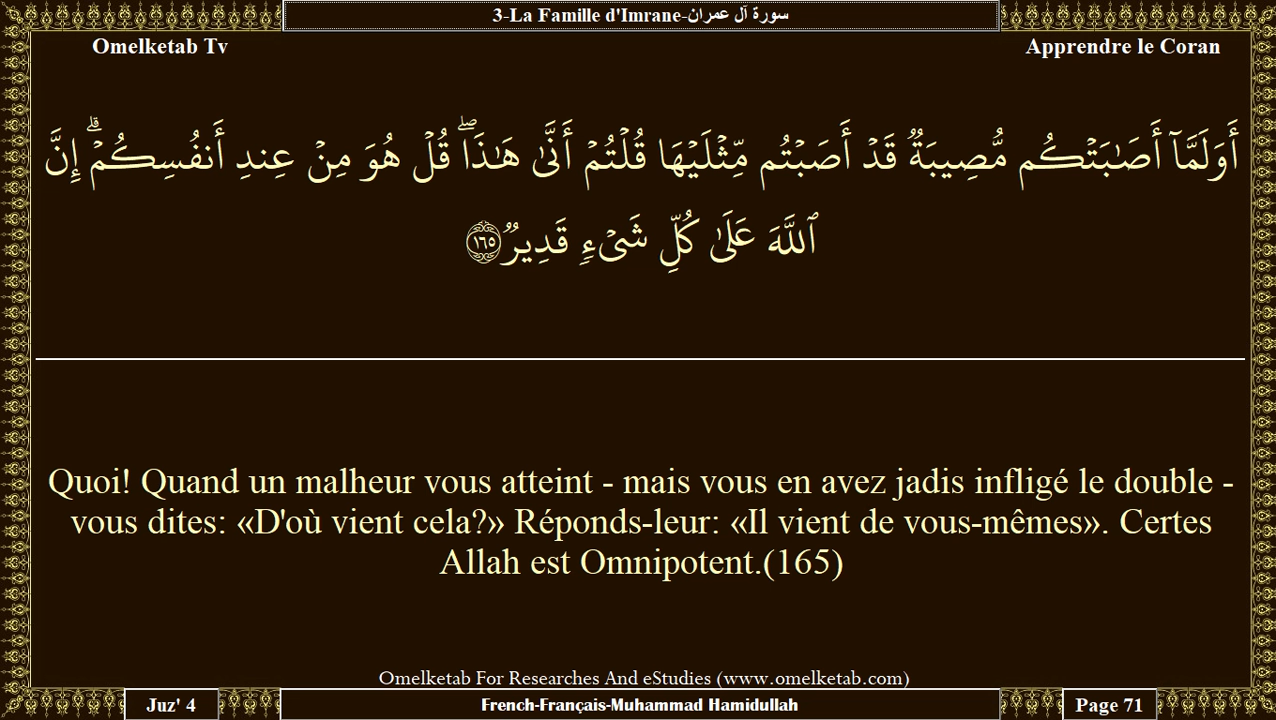 3-La Famille d'Imrane-سورة آل عمران
Omelketab Tv
Apprendre le Coran
أَوَلَمَّآ أَصَٰبَتۡكُم مُّصِيبَةٞ قَدۡ أَصَبۡتُم مِّثۡلَيۡهَا قُلۡتُمۡ أَنَّىٰ هَٰذَاۖ قُلۡ هُوَ مِنۡ عِندِ أَنفُسِكُمۡۗ إِنَّ
ٱللَّهَ عَلَىٰ كُلِّ شَيۡءٖ قَدِيرٞ ١٦٥
Quoi! Quand un malheur vous atteint - mais vous en avez jadis infligé le double -
vous dites: «D'où vient cela?» Réponds-leur: «Il vient de vous-mêmes». Certes
Allah est Omnipotent.(165)
Omelketab For Researches And eStudies (www.omelketab.com)
Juz' 4
French-Français-Muhammad Hamidullah
Page 71